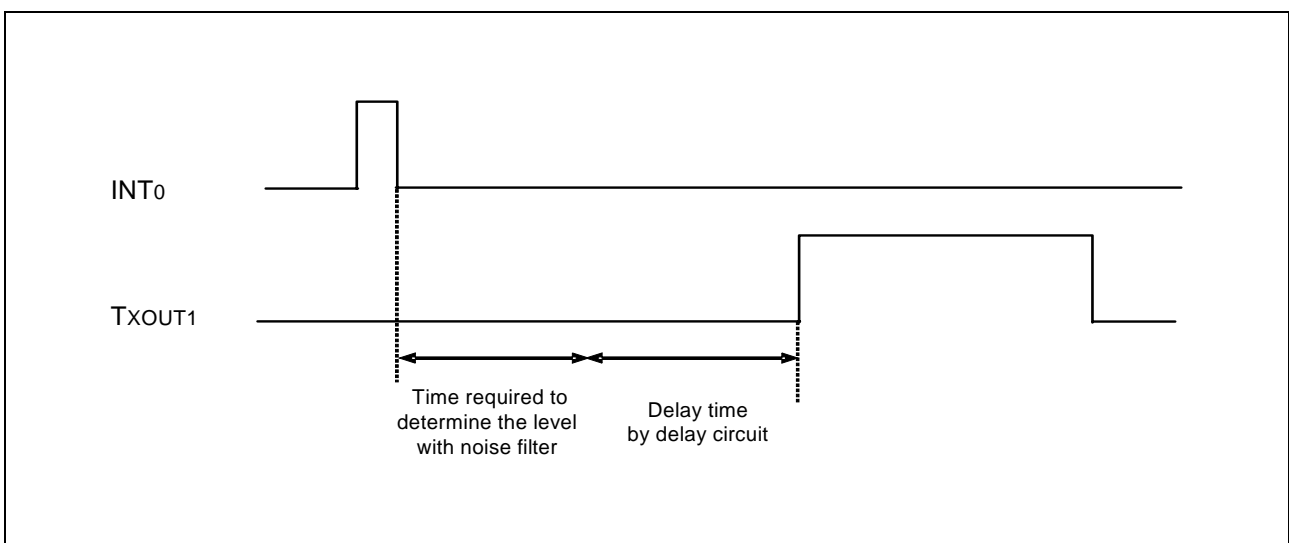 INT0
TXOUT1
Time required to
determine the level
with noise filter
Delay time
by delay circuit